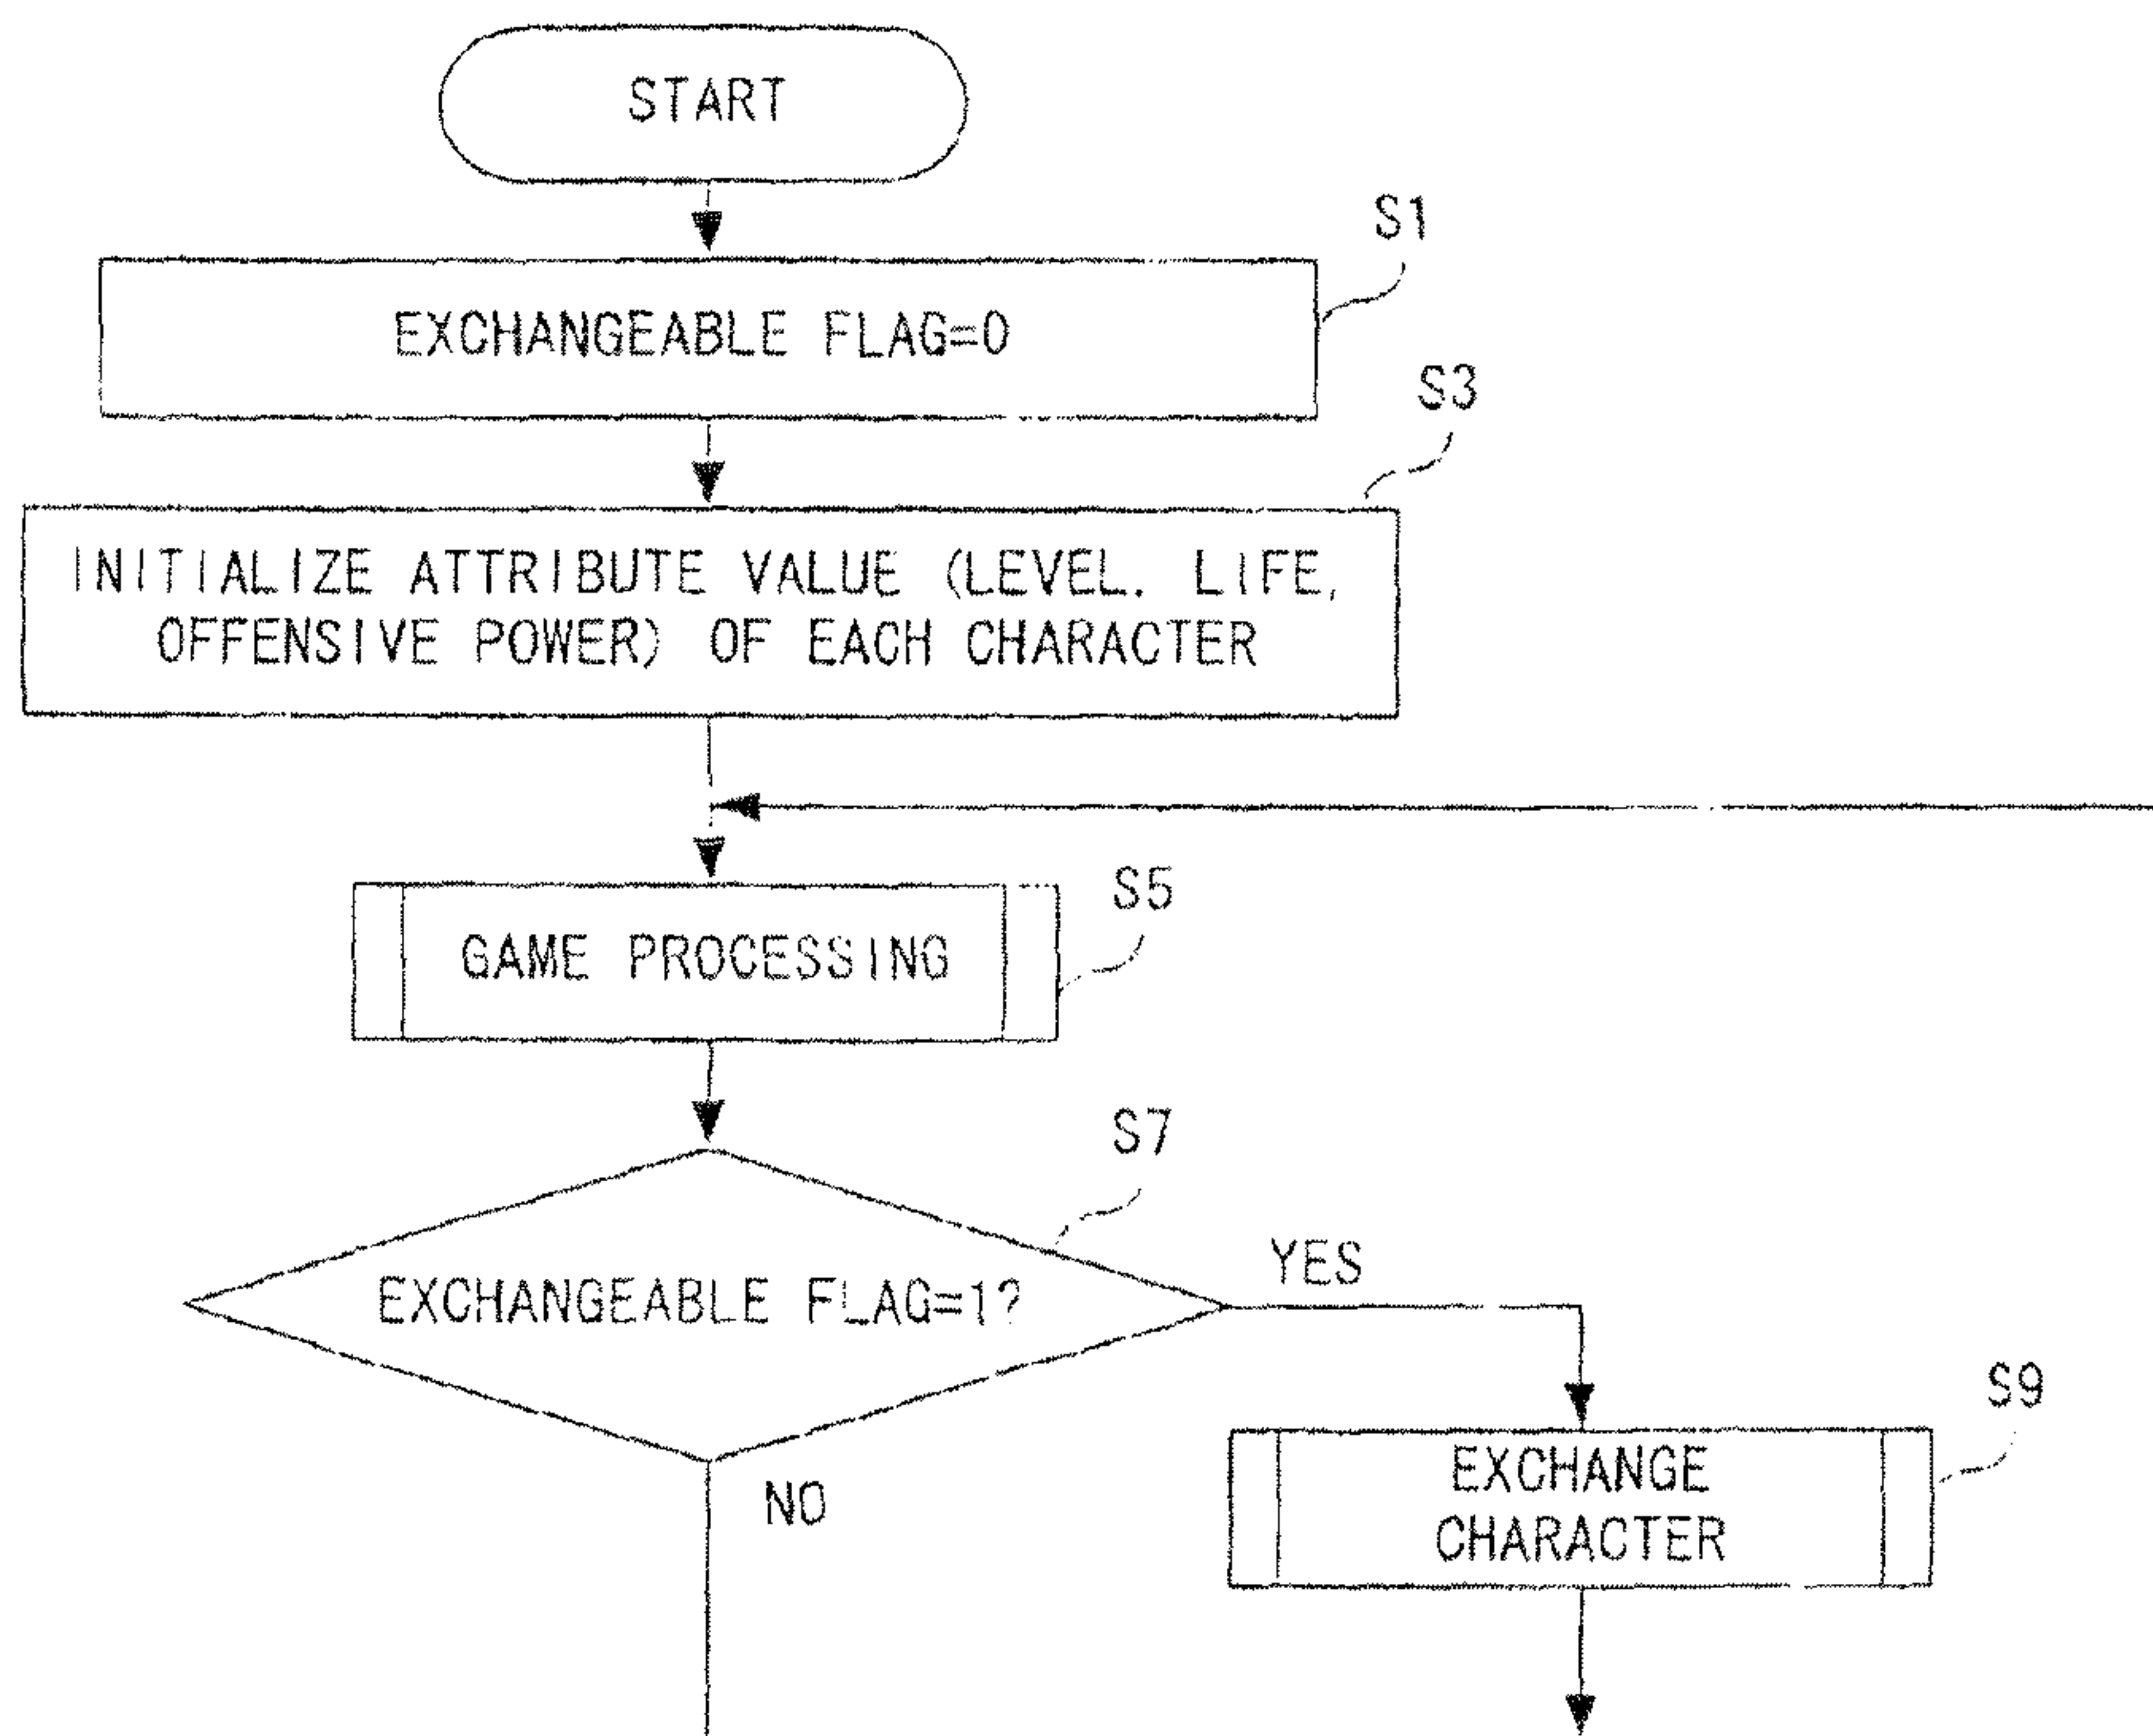 START
S1
EXCHANGEABLE FLAG=0
S3
INITIALIZE ATTRIBUTE VALUE (LEVEL. LIFE,
OFFENSIVE POWER) OF EACH CHARACTER
S5
GAME PROCESSING
S7
EXCHANGEABLE FLAG=1?
YES
S9
EXCHANGE
CHARACTER
NO